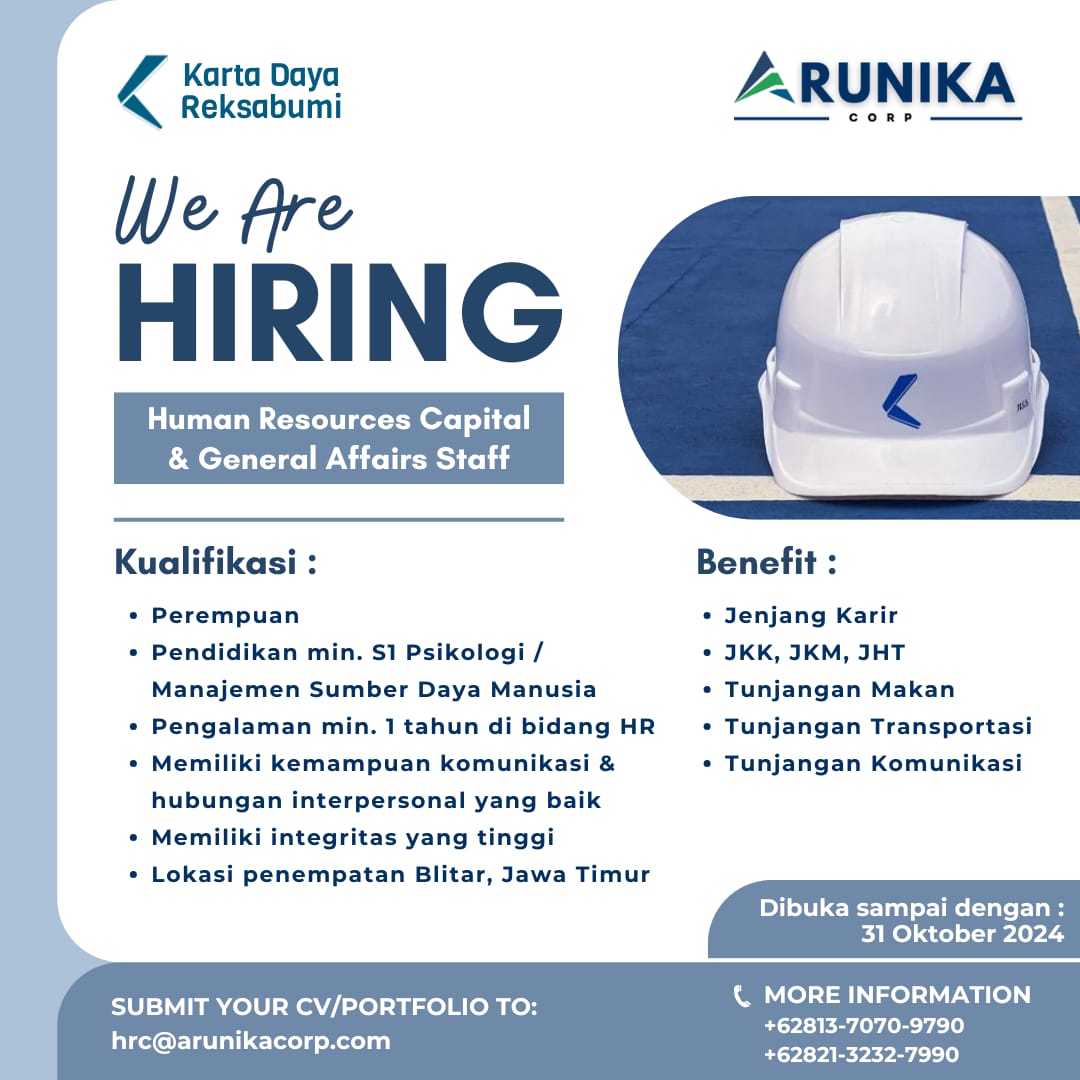 Karta Daya
Reksabumi
ARUNIKA
CORP
We Are
HIRING
Human Resources Capital
& General Affairs Staff
Kualifikasi :
• Perempuan
• Pendidikan min. S1 Psikologi /
Manajemen Sumber Daya Manusia
• Pengalaman min. 1 tahun di bidang HR
• Memiliki kemampuan komunikasi &
hubungan interpersonal yang baik
• Memiliki integritas yang tinggi
• Lokasi penempatan Blitar, Jawa Timur
Benefit :
• Jenjang Karir
• JKK, JKM, JHT
• Tunjangan Makan
• Tunjangan Transportasi
• Tunjangan Komunikasi
Dibuka sampai dengan :
31 Oktober 2024
SUBMIT YOUR CV/PORTFOLIO TO:
hrc@arunikacorp.com
MORE INFORMATION
+62813-7070-9790
+62821-3232-7990